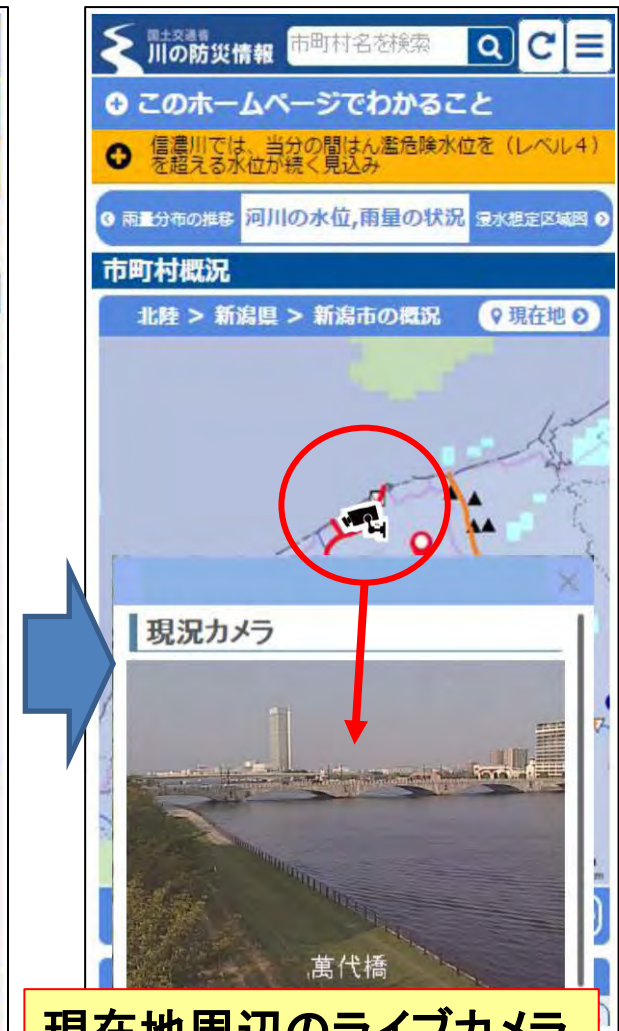 国土交通省
川の防災情報
市町村名を検索
このホームページでわかること
信濃川では、当分の間はん濫危険水位を（レベル4）
を超える水位が続く見込み
雨量分布の推移
河川の水位,雨量の状況
浸水想定区域図
市町村概況
北陸 > 新潟県 > 新潟市の概況
現在地
現況カメラ
萬代橋
現在地周辺のライブカメラ